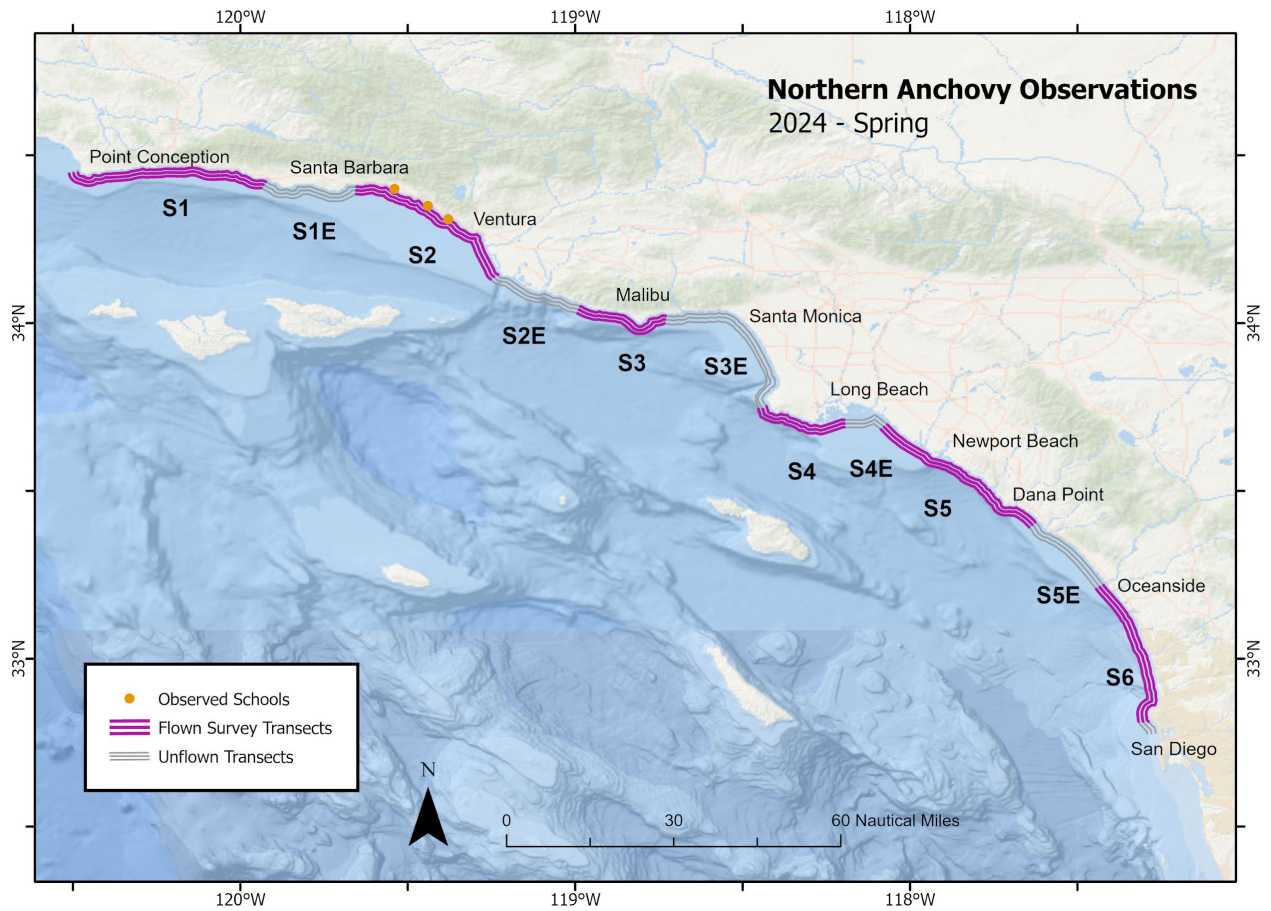 120°W 119°W 118°W
Northern Anchovy Observations
2024 - Spring
Point Conception
Santa Barbara
S1
S1E
S2
Ventura
34°N
34°N
Malibu
Santa Monica
S2E
S3
S3E
Long Beach
S4
S4E
Newport Beach
S5
Dana Point
S5E
Oceanside
33°N
33°N
S6
San Diego
Observed Schools
Flown Survey Transects
Unflown Transects
N
0 30 60 Nautical Miles
120°W 119°W 118°W